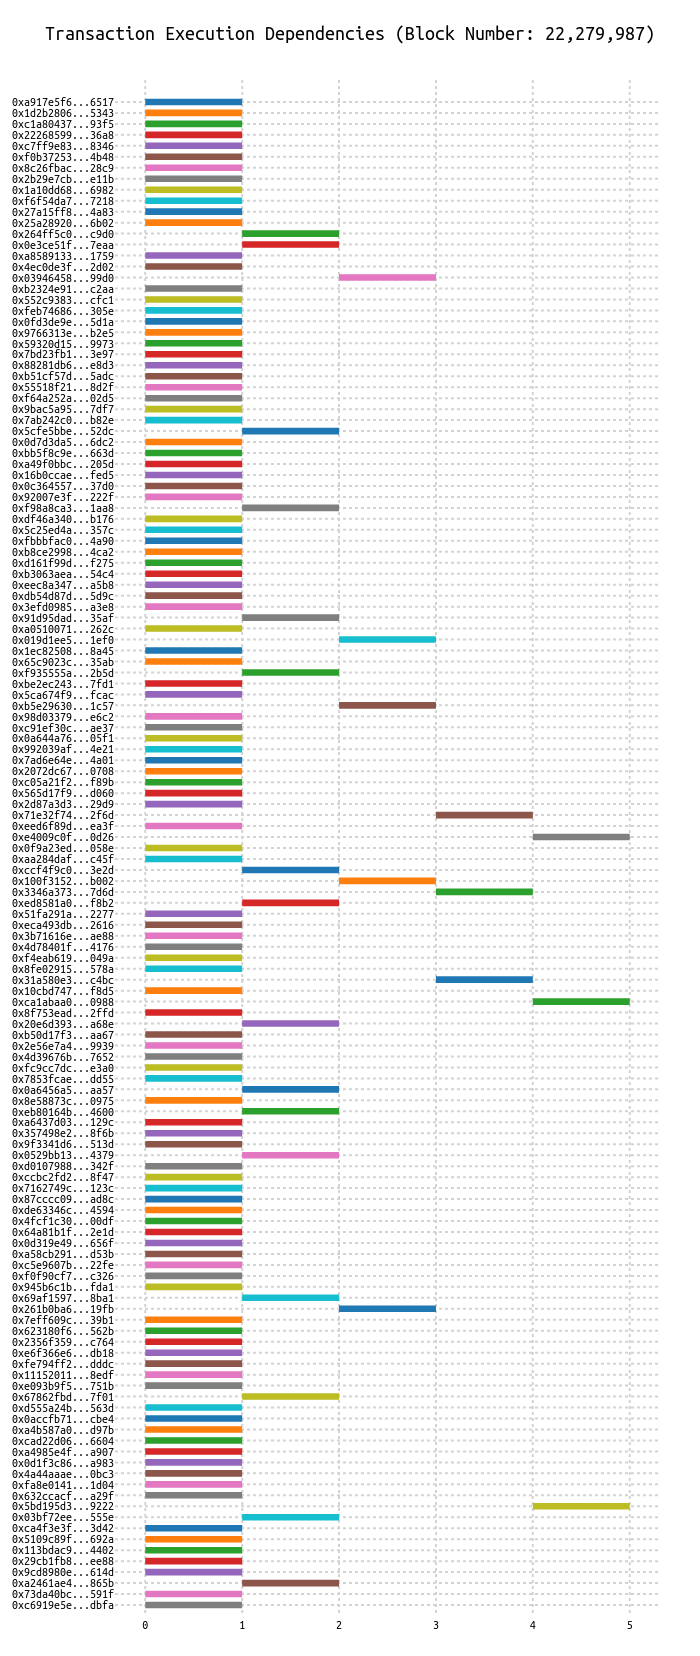 Transaction Execution Dependencies (Block Number: 22,279,987)
0xa917e5f6...6517
0x1d2b2806...5343
0xc1a80437...93f5
0x22268599...36a8
0xc7ff9e83...8346
0xf0b37253...4b48
0x8c26fbac...28c9
0x2b29e7cb...e11b
0x1a10dd68...6982
0xf6f54da7...7218
0x27a15ff8...4a83
0x25a28920...6b02
0x264ff5c0...c9d0
0x0e3ce51f...7eaa
0xa8589133...1759
0x4ec0de3f...2d02
0x03946458...99d0
0xb2324e91...c2aa
0x552c9383...cfc1
0xfeb74686...305e
0x0fd3de9e...5d1a
0x9766313e...b2e5
0x59320d15...9973
0x7bd23fb1...3e97
0x88281db6...e8d3
0xb51cf57d...5adc
0x55518f21...8d2f
0xf64a252a...02d5
0x9bac5a95...7df7
0x7ab242c0...b82e
0x5cfe5bbe...52dc
0x0d7d3da5...6dc2
0xbb5f8c9e...663d
0xa49f0bbc...205d
0x16b0ccae...fed5
0x0c364557...37d0
0x92007e3f...222f
0xf98a8ca3...1aa8
0xdf46a340...b176
0x5c25ed4a...357c
0xfbbbfac0...4a90
0xb8ce2998...4ca2
0xd161f99d...f275
0xb3063aea...54c4
0xeec8a347...a5b8
0xdb54d87d...5d9c
0x3efd0985...a3e8
0x91d95dad...35af
0xa0510071...262c
0x019d1ee5...1ef0
0x1ec82508...8a45
0x65c9023c...35ab
0xf935555a...2b5d
0xbe2ec243...7fd1
0x5ca674f9...fcac
0xb5e29630...1c57
0x98d03379...e6c2
0xc91ef30c...ae37
0x0a644a76...05f1
0x992039af...4e21
0x7ad6e64e...4a01
0x2072dc67...0708
0xc05a21f2...f89b
0x565d17f9...d060
0x2d87a3d3...29d9
0x71e32f74...2f6d
0xeed6f89d...ea3f
0xe4009c0f...0d26
0x0f9a23ed...058e
0xaa284daf...c45f
0xccf4f9c0...3e2d
0x100f3152...b002
0x3346a373...7d6d
0xed8581a0...f8b2
0x51fa291a...2277
0xeca493db...2616
0x3b71616e...ae88
0x4d78401f...4176
0xf4eab619...049a
0x8fe02915...578a
0x31a580e3...c4bc
0x10cbd747...f8d5
0xca1abaa0...0988
0x8f753ead...2ffd
0x20e6d393...a68e
0xb50d17f3...aa67
0x2e56e7a4...9939
0x4d39676b...7652
0xfc9cc7dc...e3a0
0x7853fcae...dd55
0x0a6456a5...aa57
0x8e58873c...0975
0xeb80164b...4600
0xa6437d03...129c
0x357498e2...8f6b
0x9f3341d6...513d
0x0529bb13...4379
0xd0107988...342f
0xccbc2fd2...8f47
0x7162749c...123c
0x87cccc09...ad8c
0xde63346c...4594
0x4fcf1c30...00df
0x64a81b1f...2e1d
0x0d319e49...656f
0xa58cb291...d53b
0xc5e9607b...22fe
0xf0f90cf7...c326
0x945b6c1b...fda1
0x69af1597...8ba1
0x261b0ba6...19fb
0x7eff609c...39b1
0x623180f6...562b
0x2356f359...c764
0xe6f366e6...db18
0xfe794ff2...dddc
0x11152011...8edf
0xe093b9f5...751b
0x67862fbd...7f01
0xd555a24b...563d
0x0accfb71...cbe4
0xa4b587a0...d97b
0xcad22d06...6604
0xa4985e4f...a907
0x0d1f3c86...a983
0x4a44aaae...0bc3
0xfa8e0141...1d04
0x632ccacf...a29f
0x5bd195d3...9222
0x03bf72ee...555e
0xca4f3e3f...3d42
0x5109c89f...692a
0x113bdac9...4402
0x29cb1fb8...ee88
0x9cd8980e...614d
0xa2461ae4...865b
0x73da40bc...591f
0xc6919e5e...dbfa
0 1 2 3 4 5